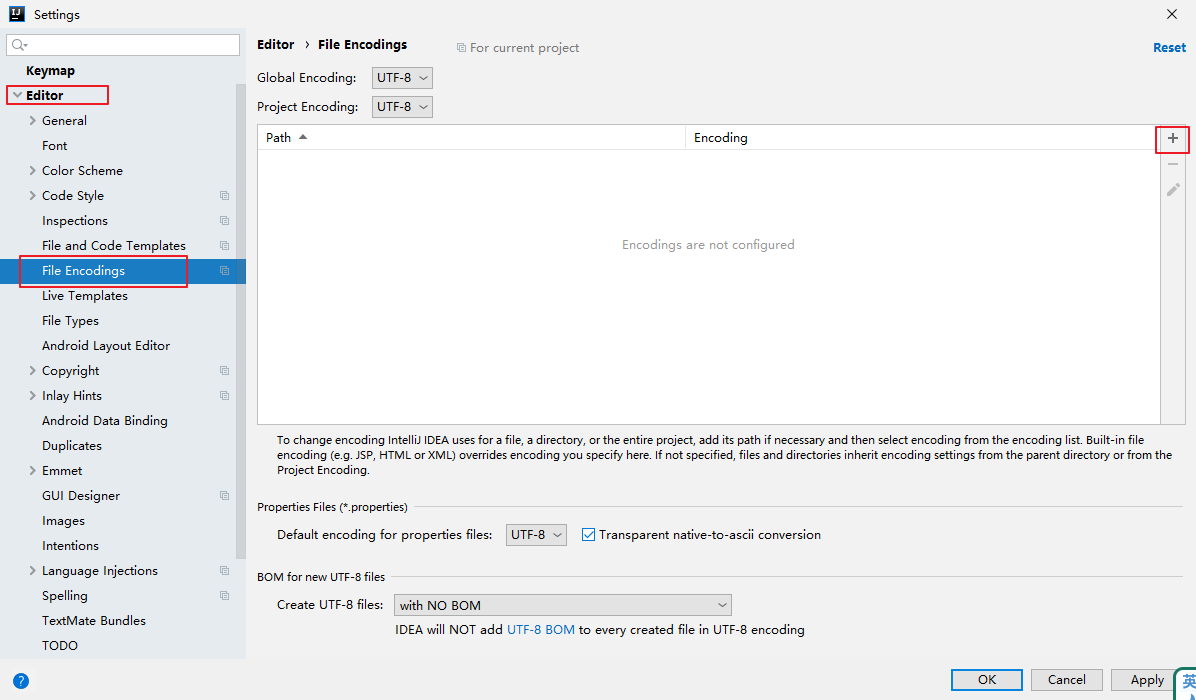 IJ
Settings
Keymap
Editor
General
Font
Color Scheme
Code Style
Inspections
File and Code Templates
File Encodings
Live Templates
File Types
Android Layout Editor
Copyright
Inlay Hints
Android Data Binding
Duplicates
Emmet
GUI Designer
Images
Intentions
Language Injections
Spelling
TextMate Bundles
TODO
?
Editor › File Encodings For current project Reset
Global Encoding: UTF-8
Project Encoding: UTF-8
Path Encoding
Encodings are not configured
To change encoding IntelliJ IDEA uses for a file, a directory, or the entire project, add its path if necessary and then select encoding from the encoding list. Built-in file
encoding (e.g. JSP, HTML or XML) overrides encoding you specify here. If not specified, files and directories inherit encoding settings from the parent directory or from the
Project Encoding.
Properties Files (*.properties)
Default encoding for properties files: UTF-8 Transparent native-to-ascii conversion
BOM for new UTF-8 files
Create UTF-8 files: with NO BOM
IDEA will NOT add UTF-8 BOM to every created file in UTF-8 encoding
OK Cancel Apply
英